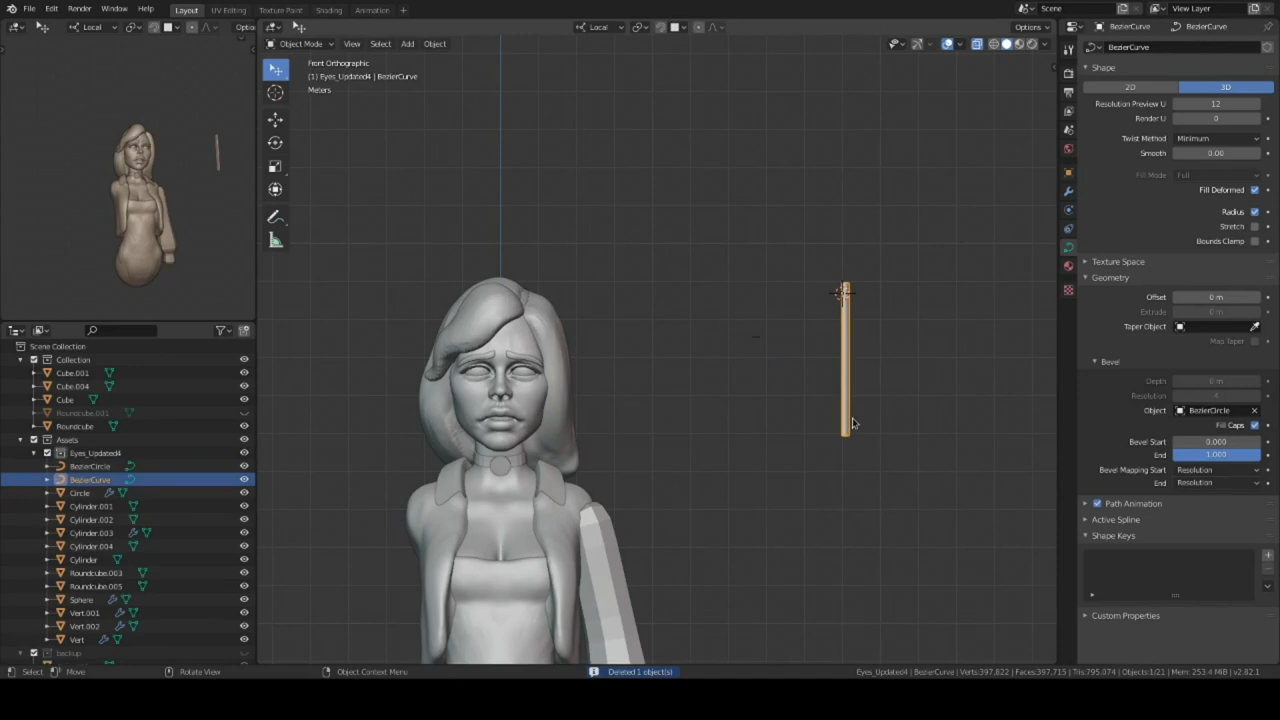 File Edit Render Window Help Layout UV Editing Texture Paint Shading Animation + Scene View Layer
Local Optio Local Options BezierCurve BezierCurve
Object Mode View Select Add Object BezierCurve
Front Orthographic
(1) Eyes_Updated4 | BezierCurve
Meters
Shape
2D 3D
Resolution Preview U 12
Render U 0
Twist Method Minimum
Smooth 0.00
Fill Mode Full
Fill Deformed
Radius
Stretch
Bounds Clamp
Texture Space
Geometry
Offset 0 m
Extrude 0 m
Taper Object
Map Taper
Bevel
Depth 0 m
Resolution 4
Object BezierCircle
Fill Caps
Bevel Start 0.000
End 1.000
Bevel Mapping Start Resolution
End Resolution
Path Animation
Active Spline
Shape Keys
Custom Properties
Scene Collection
Collection
Cube.001
Cube.004
Cube
Roundcube.001
Roundcube
Assets
Eyes_Updated4
BezierCircle
BezierCurve
Circle
Cylinder.001
Cylinder.002
Cylinder.003
Cylinder.004
Cylinder
Roundcube.003
Roundcube.005
Sphere
Vert.001
Vert.002
Vert
backup
Select Move Rotate View Object Context Menu Deleted 1 object(s) Eyes_Updated4 | BezierCurve | Verts:397,822 | Faces:397,715 | Tris:795,074 | Objects:1/21 | Mem: 253.4 MiB | v2.82.1